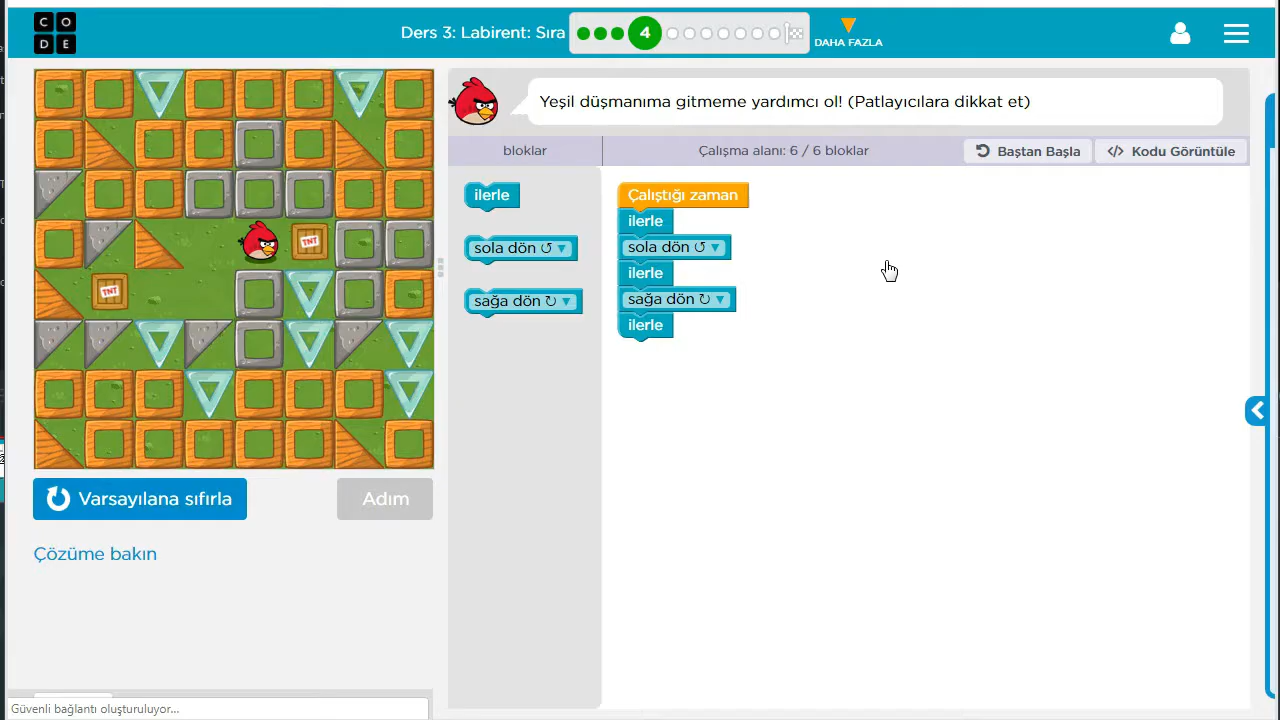 C O
D E
Ders 3: Labirent: Sıra
4
DAHA FAZLA
Yeşil düşmanıma gitmeme yardımcı ol! (Patlayıcılara dikkat et)
bloklar
Çalışma alanı: 6 / 6 bloklar
Baştan Başla
</> Kodu Görüntüle
ilerle
sola dön ↺ ▼
sağa dön ↻ ▼
Çalıştığı zaman
ilerle
sola dön ↺ ▼
ilerle
sağa dön ↻ ▼
ilerle
TNT
TNT
Varsayılana sıfırla
Adım
Çözüme bakın
Güvenli bağlantı oluşturuluyor...